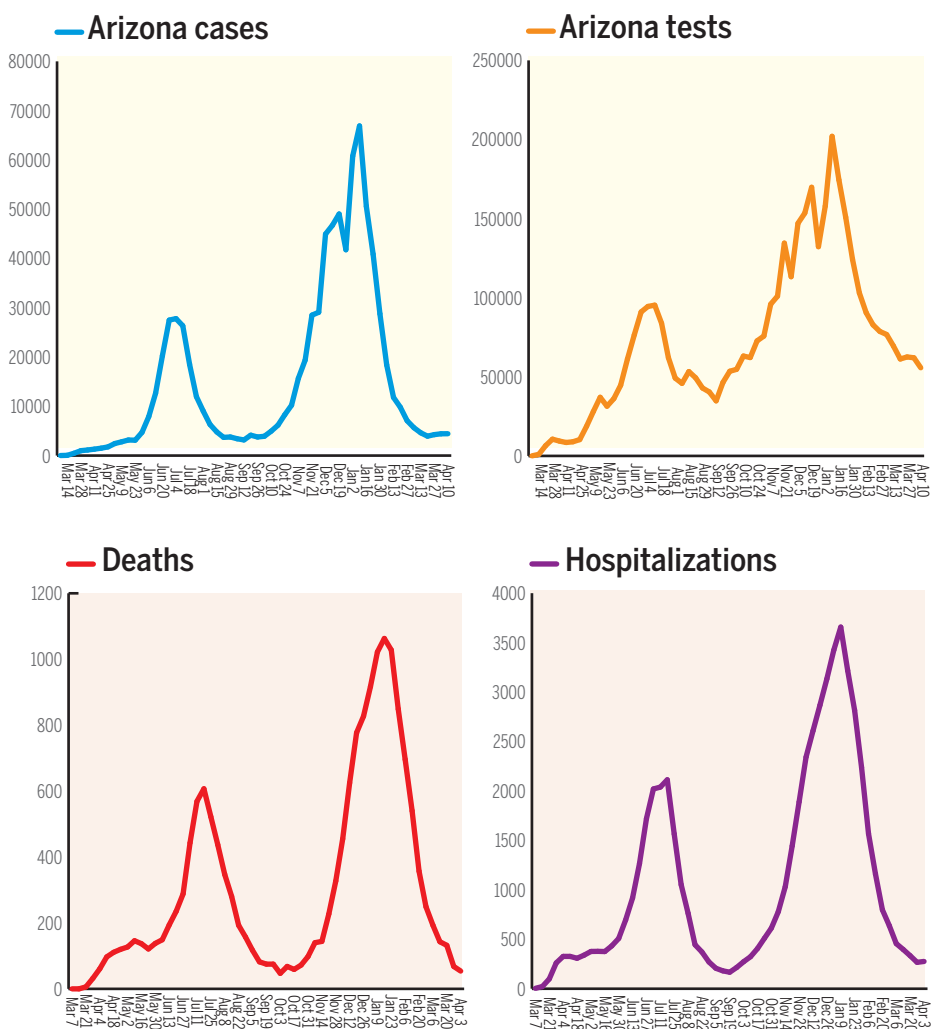 Arizona cases
80000
70000
60000
50000
40000
30000
20000
10000
0
Mar 14
Mar 28
Apr 11
Apr 25
May 9
May 23
Jun 6
Jun 20
Jul 4
Jul 18
Aug 1
Aug 15
Aug 29
Sep 12
Sep 26
Oct 10
Oct 24
Nov 7
Nov 21
Dec 5
Dec 19
Jan 2
Jan 16
Jan 30
Feb 13
Feb 27
Mar 13
Mar 27
Apr 10
Arizona tests
250000
200000
150000
100000
50000
0
Mar 14
Mar 28
Apr 11
Apr 25
May 9
May 23
Jun 6
Jun 20
Jul 4
Jul 18
Aug 1
Aug 15
Aug 29
Sep 12
Sep 26
Oct 10
Oct 24
Nov 7
Nov 21
Dec 5
Dec 19
Jan 2
Jan 16
Jan 30
Feb 13
Feb 27
Mar 13
Mar 27
Apr 10
Deaths
1200
1000
800
600
400
200
0
Mar 7
Mar 21
Apr 4
Apr 18
May 2
May 16
May 30
Jun 13
Jun 27
Jul 11
Jul 25
Aug 8
Aug 22
Sep 5
Sep 19
Oct 3
Oct 17
Oct 31
Nov 14
Nov 28
Dec 12
Dec 26
Jan 9
Jan 23
Feb 6
Feb 20
Mar 6
Mar 20
Apr 3
Hospitalizations
4000
3500
3000
2500
2000
1500
1000
500
0
Mar 7
Mar 21
Apr 4
Apr 18
May 2
May 16
May 30
Jun 13
Jun 27
Jul 11
Jul 25
Aug 8
Aug 22
Sep 5
Sep 19
Oct 3
Oct 17
Oct 31
Nov 14
Nov 28
Dec 12
Dec 26
Jan 9
Jan 23
Feb 6
Feb 20
Mar 6
Mar 20
Apr 3